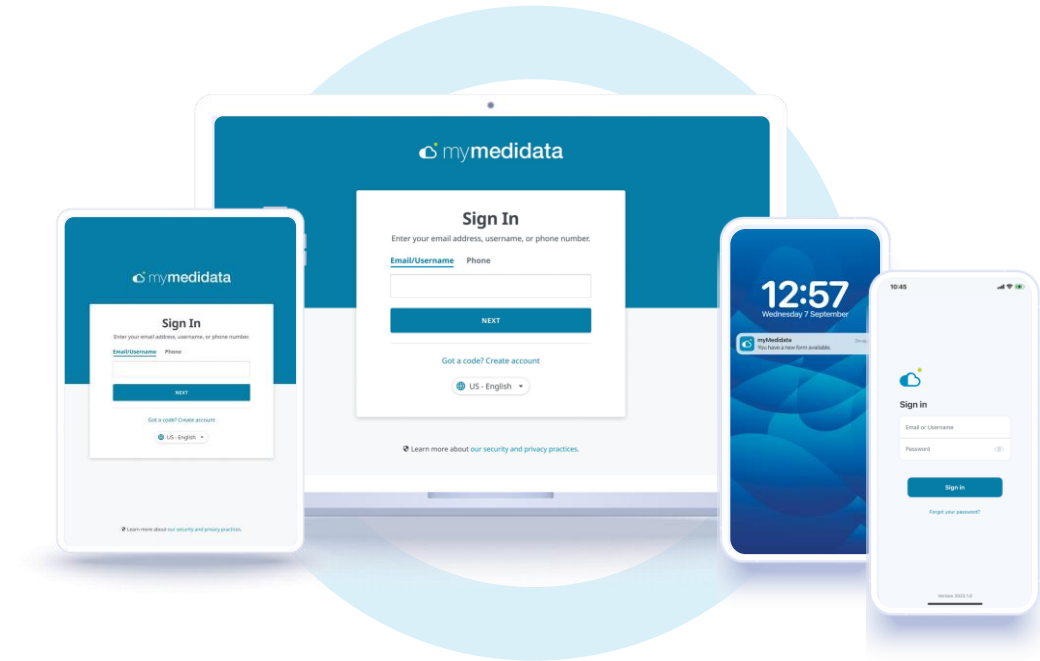 mymedidata
Sign In
Enter your email address, username, or phone number.
Email/Username Phone
NEXT
Got a code? Create account
US - English
Learn more about our security and privacy practices.
mymedidata
Sign In
Enter your email address, username, or phone number.
Email/Username Phone
NEXT
Got a code? Create account
US - English
Learn more about our security and privacy practices.
12:57
Wednesday 7 September
myMedidata
You have a new form available.
10:45
Sign in
Email or Username
Password
Sign in
Forgot your password?
Version